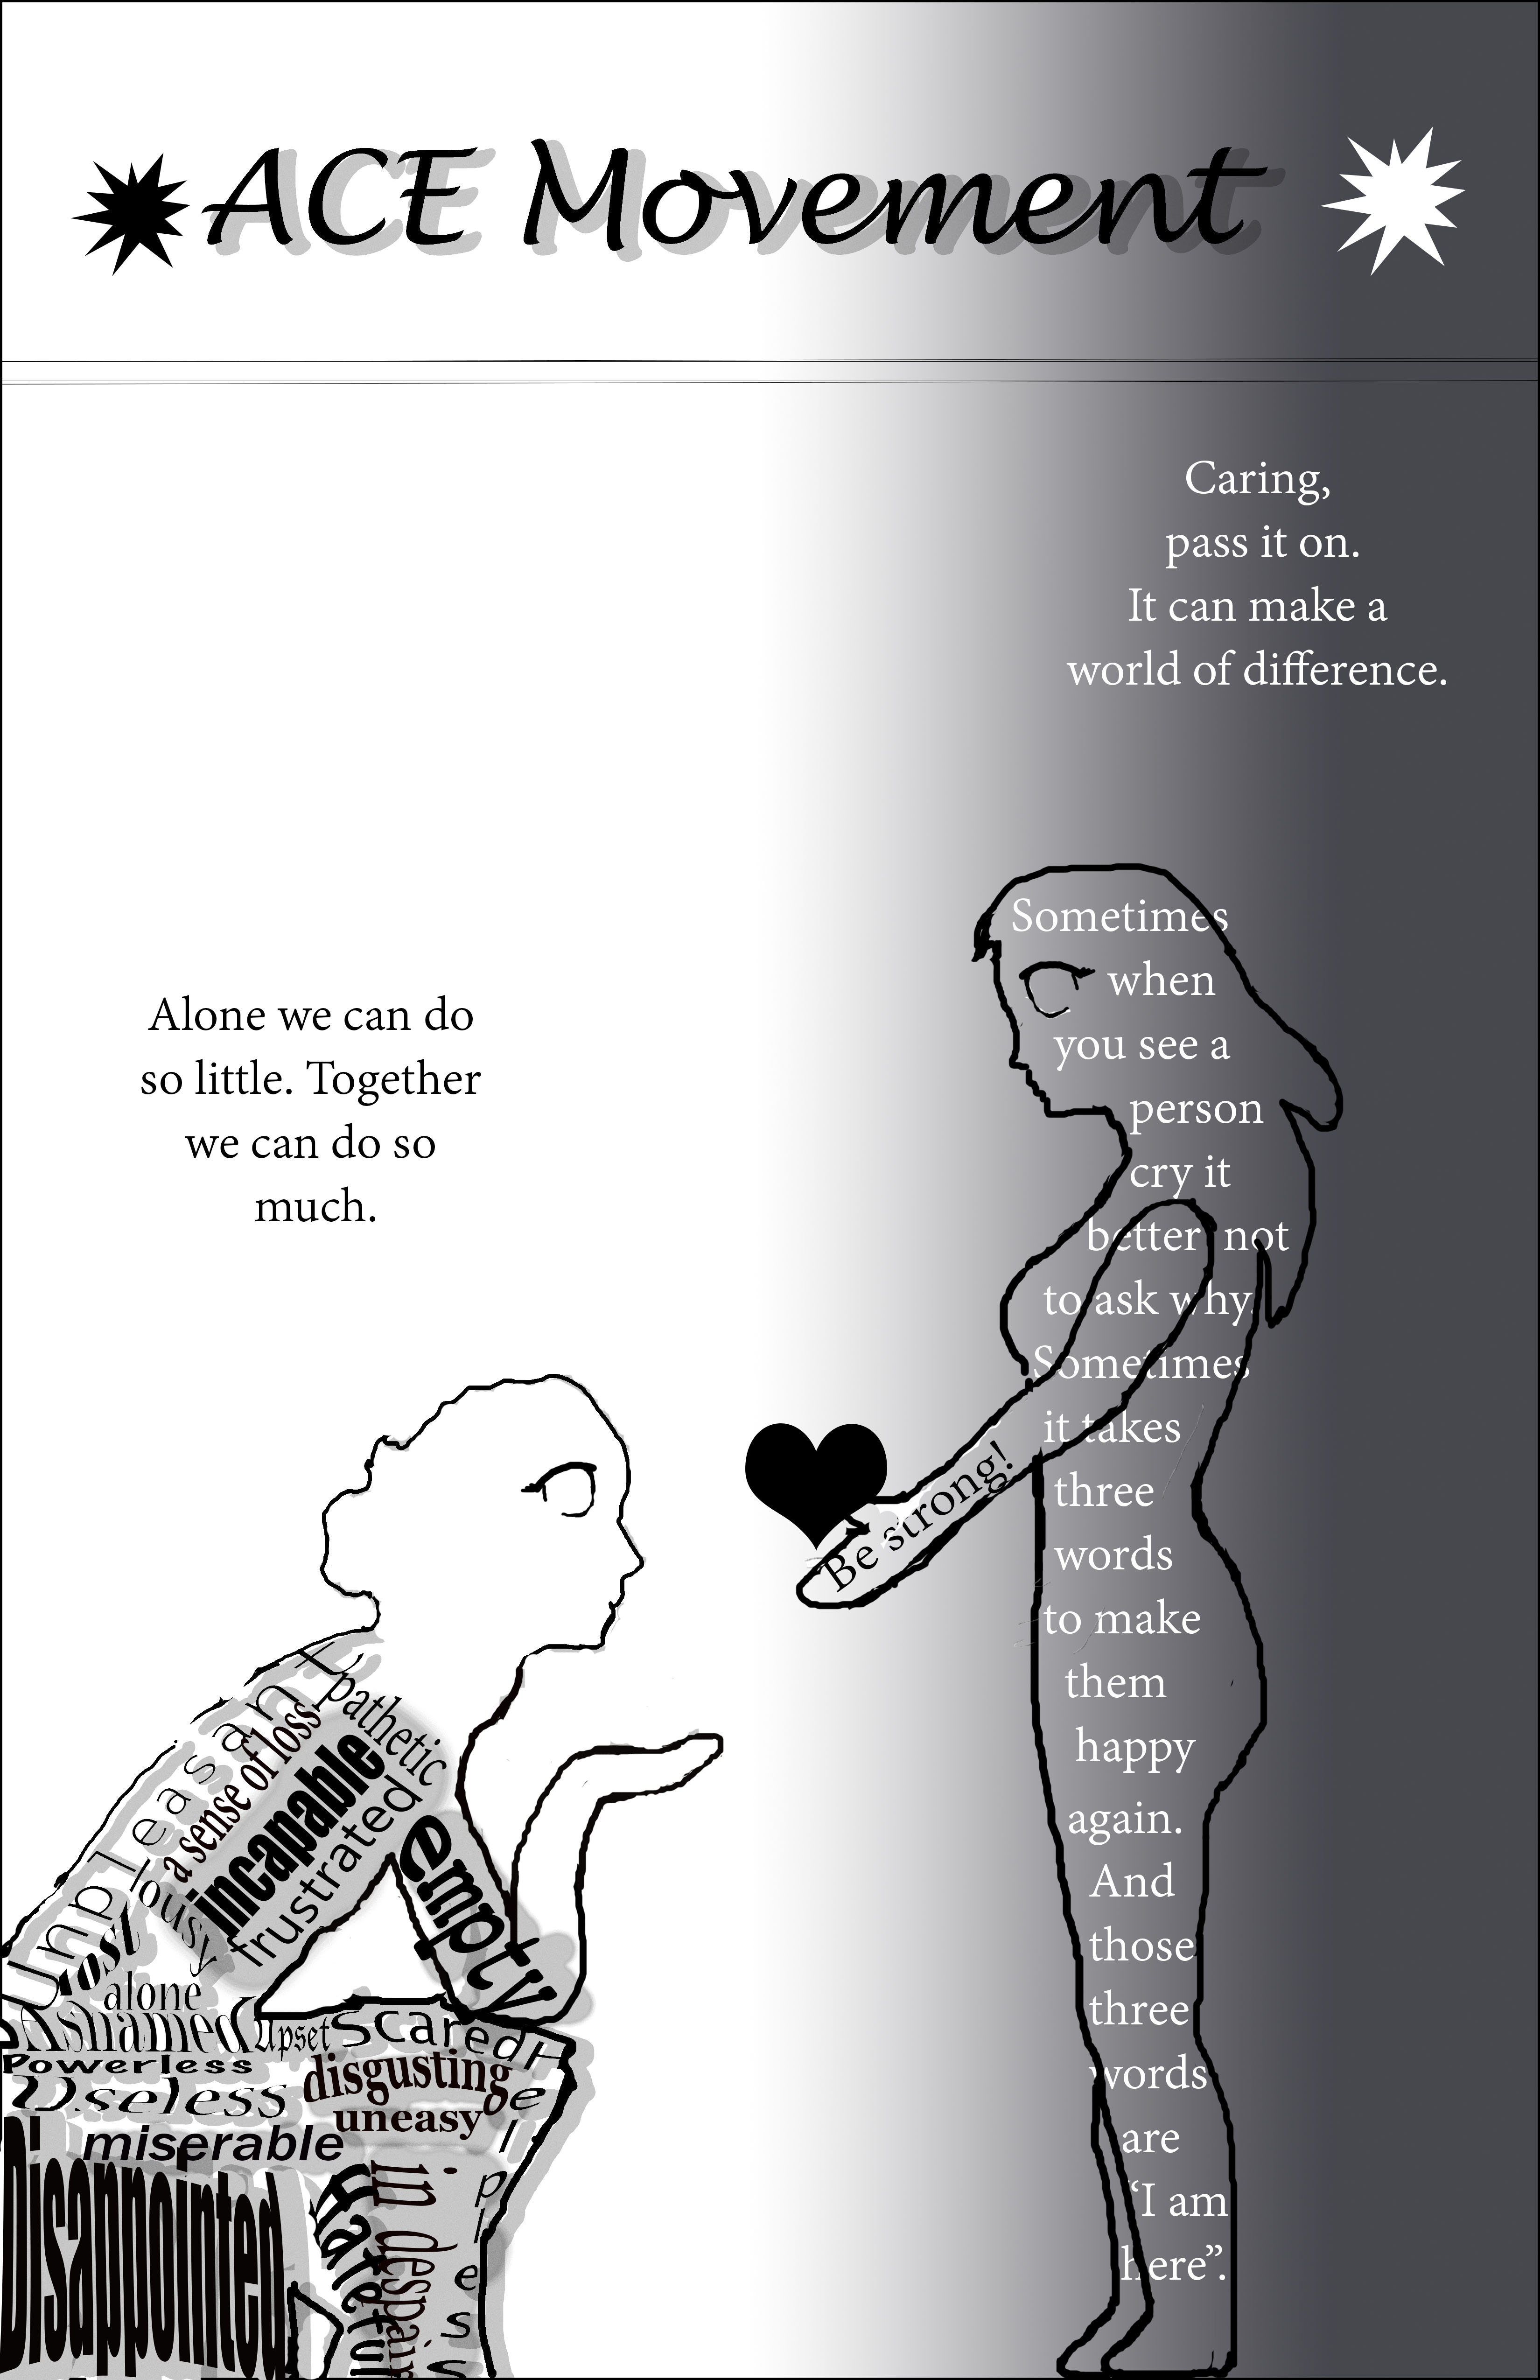 ACE Movement
Caring,
pass it on.
It can make a
world of difference.
Alone we can do
so little. Together
we can do so
much.
Sometimes
when
you see a
person
cry it
better not
to ask why.
Sometimes
it takes
three
words
to make
them
happy
again.
And
those
three
words
are
“I am
here”.
Be strong!
Unpleasant
pathetic
a sense of loss
incapable
frustrated
empty
lousy
lost
alone
Ashamed
Upset
Scared
Powerless
Useless
disgusting
uneasy
miserable
Helpless
Disappointed
Hateful
in despair